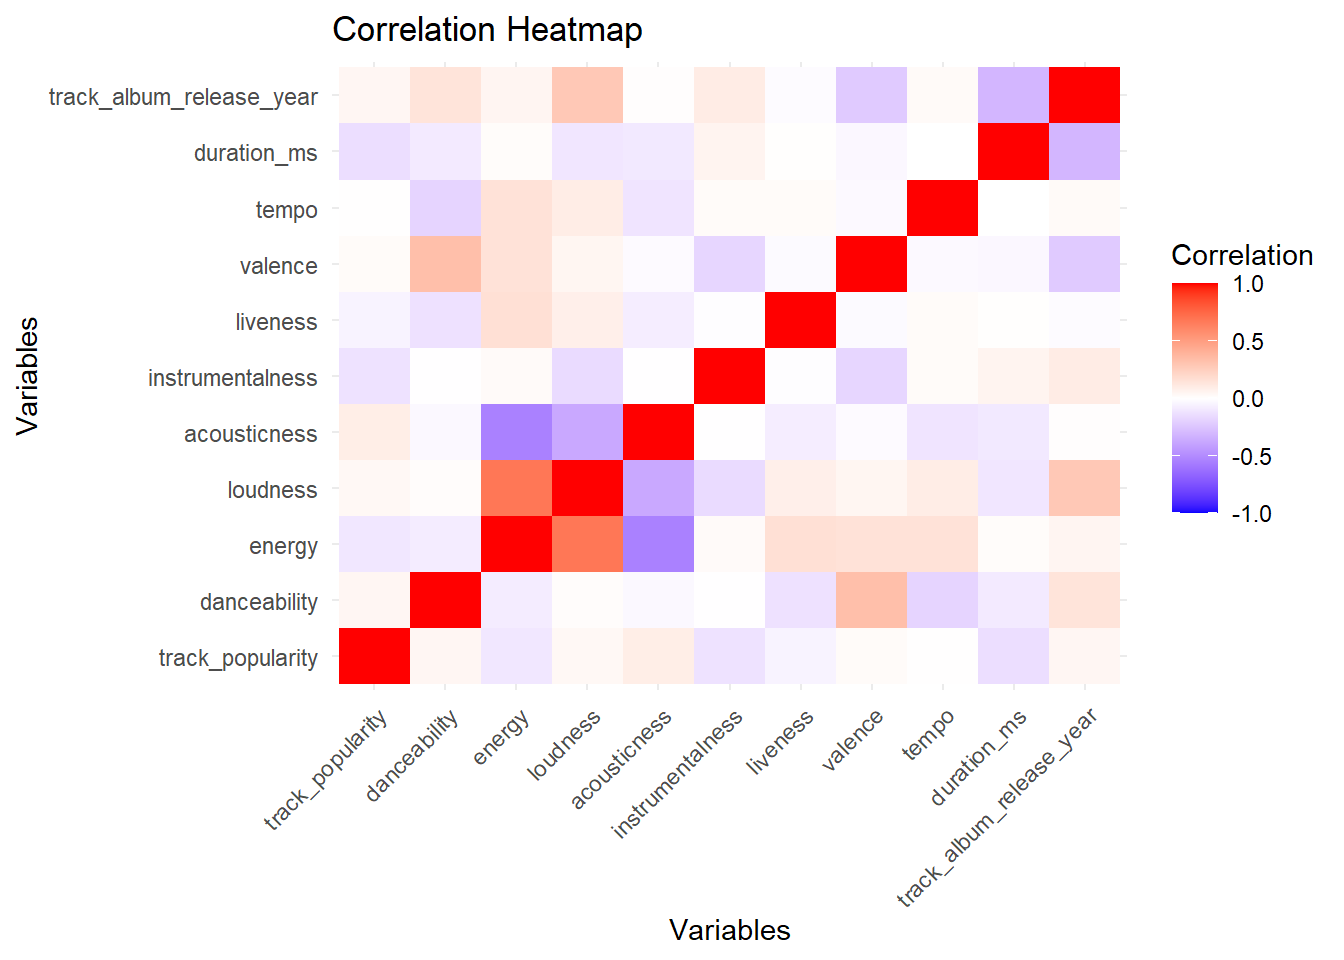 Correlation Heatmap
Variables
track_album_release_year
duration_ms
tempo
valence
liveness
instrumentalness
acousticness
loudness
energy
danceability
track_popularity
track_popularity
danceability
energy
loudness
acousticness
instrumentalness
liveness
valence
tempo
duration_ms
track_album_release_year
Variables
Correlation
1.0
0.5
0.0
-0.5
-1.0